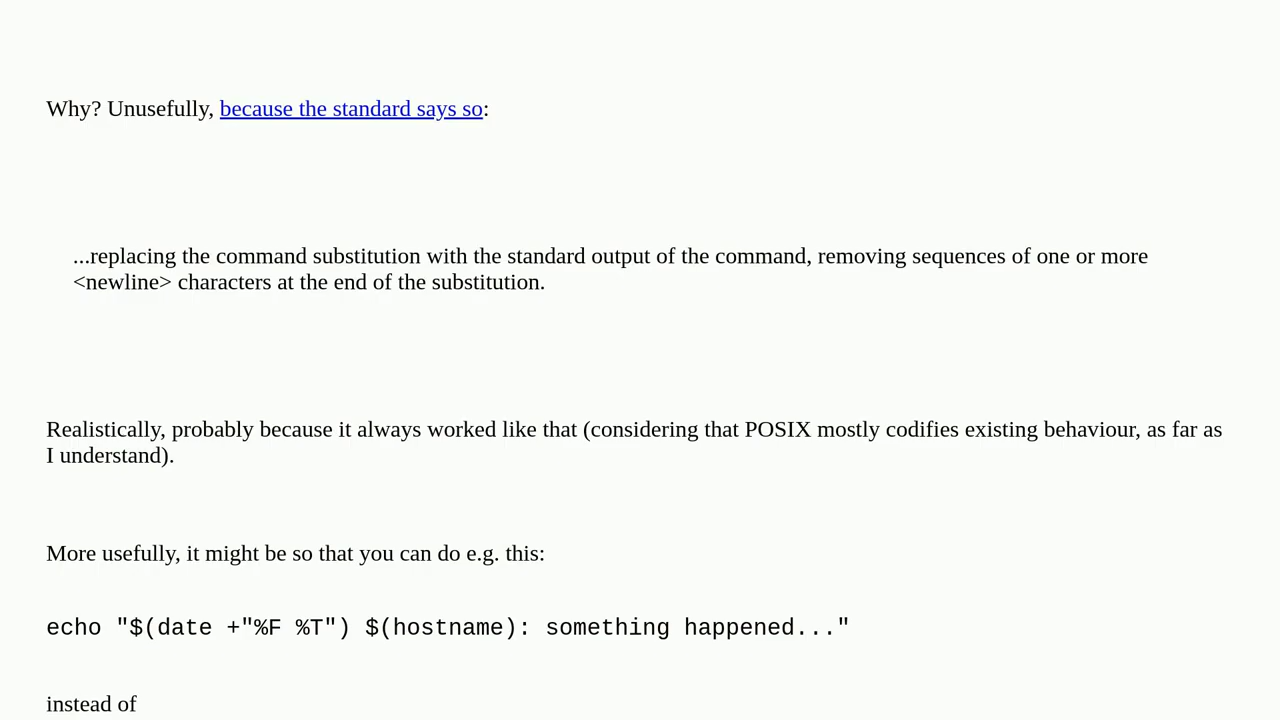 Why? Unusefully, because the standard says so:
...replacing the command substitution with the standard output of the command, removing sequences of one or more
<newline> characters at the end of the substitution.
Realistically, probably because it always worked like that (considering that POSIX mostly codifies existing behaviour, as far as
I understand).
More usefully, it might be so that you can do e.g. this:
echo "$(date +"%F %T") $(hostname): something happened..."
instead of